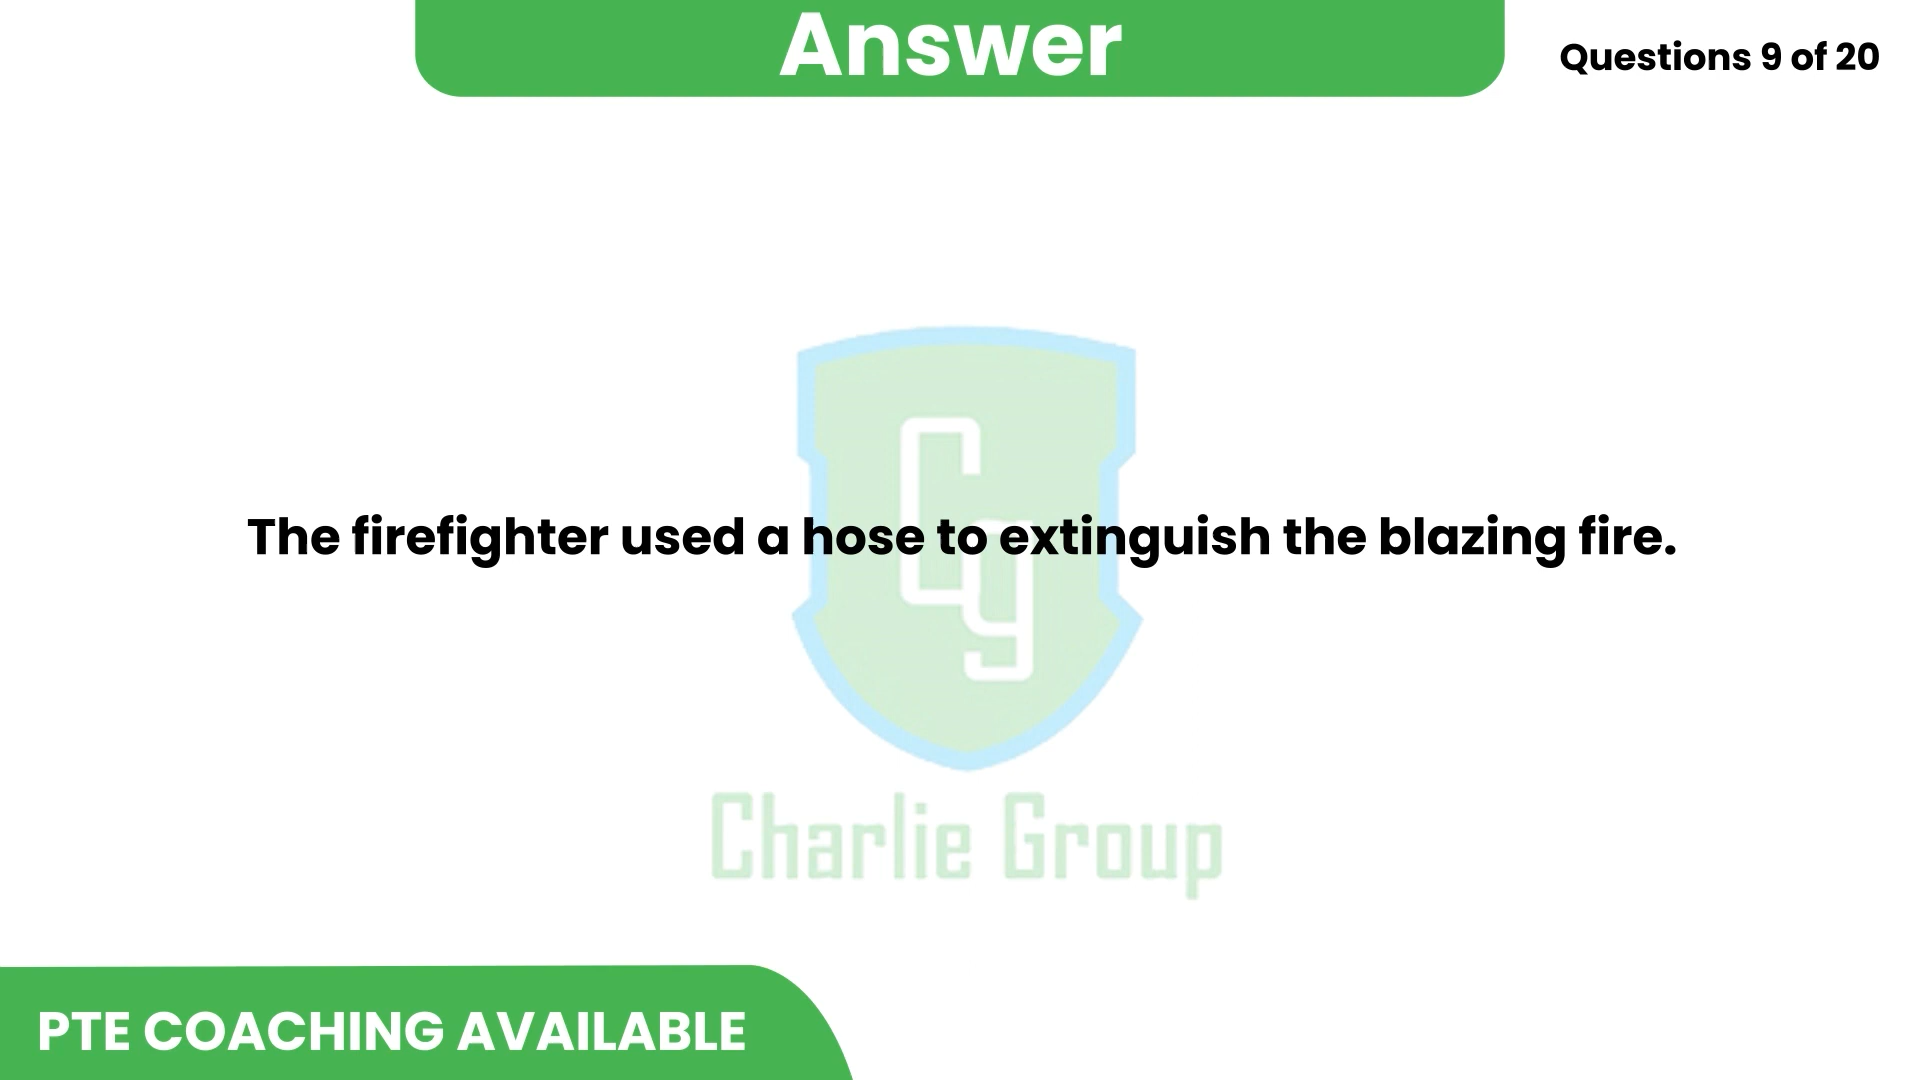 Answer
Questions 9 of 20
The firefighter used a hose to extinguish the blazing fire.
Cg
Charlie Group
PTE COACHING AVAILABLE